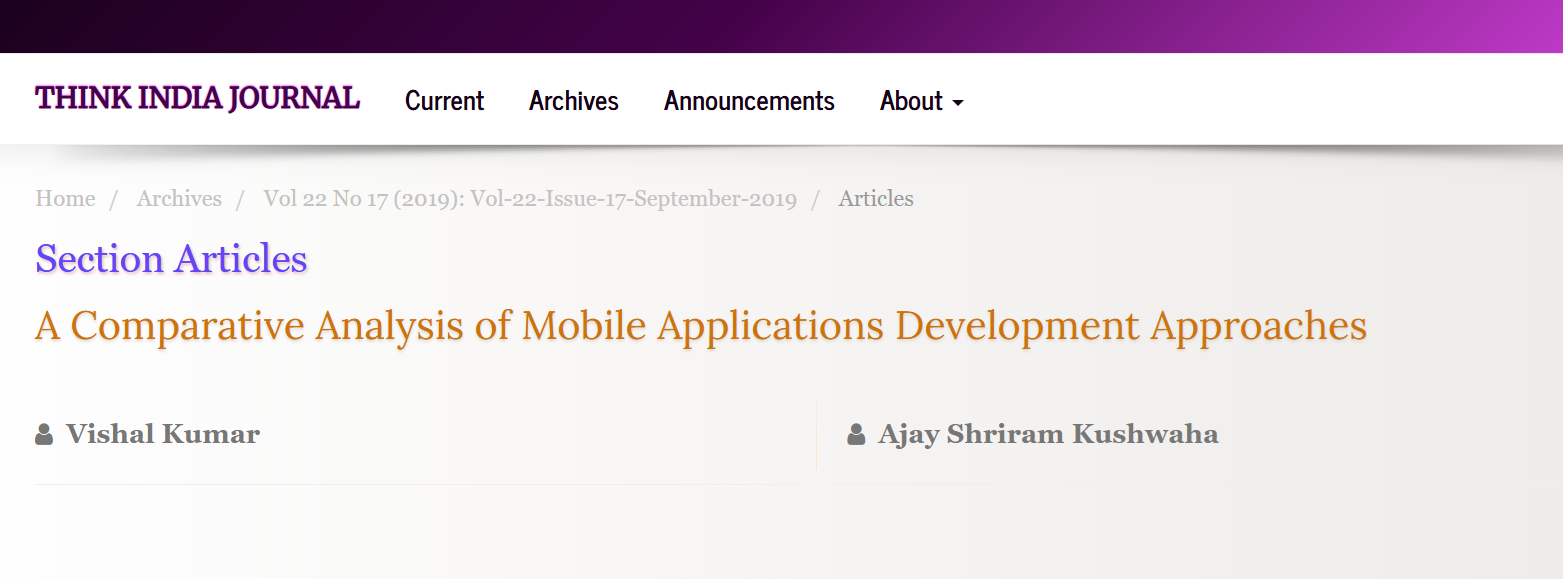 THINK INDIA JOURNAL Current Archives Announcements About
Home / Archives / Vol 22 No 17 (2019): Vol-22-Issue-17-September-2019 / Articles
Section Articles
A Comparative Analysis of Mobile Applications Development Approaches
Vishal Kumar Ajay Shriram Kushwaha